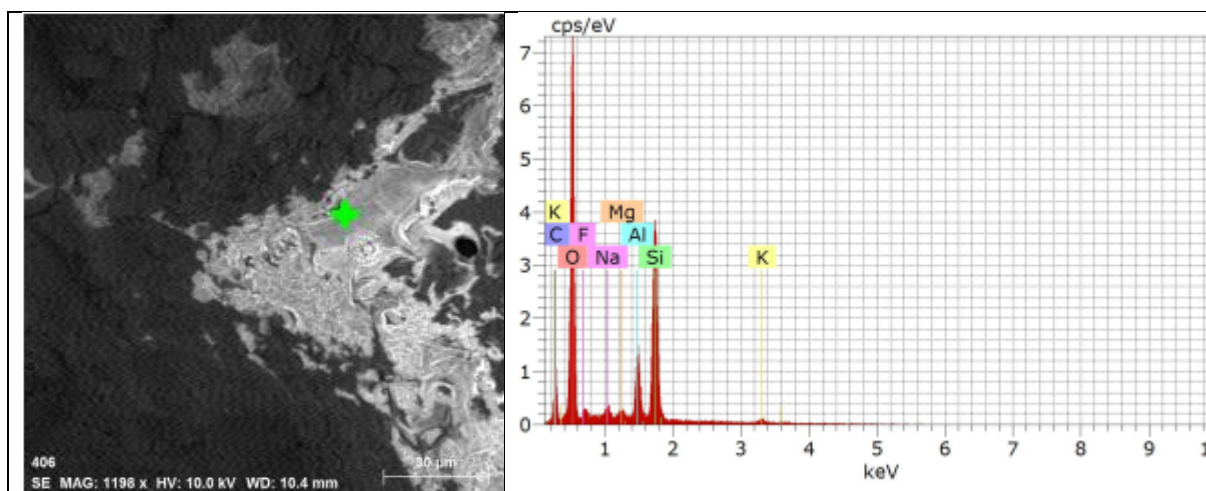 406
30 µm
SE MAG: 1198 x HV: 10.0 kV WD: 10.4 mm
cps/eV
7
6
5
4
3
2
1
0
K Mg
C F Al
O Na Si K
1 2 3 4 5 6 7 8 9 1
keV